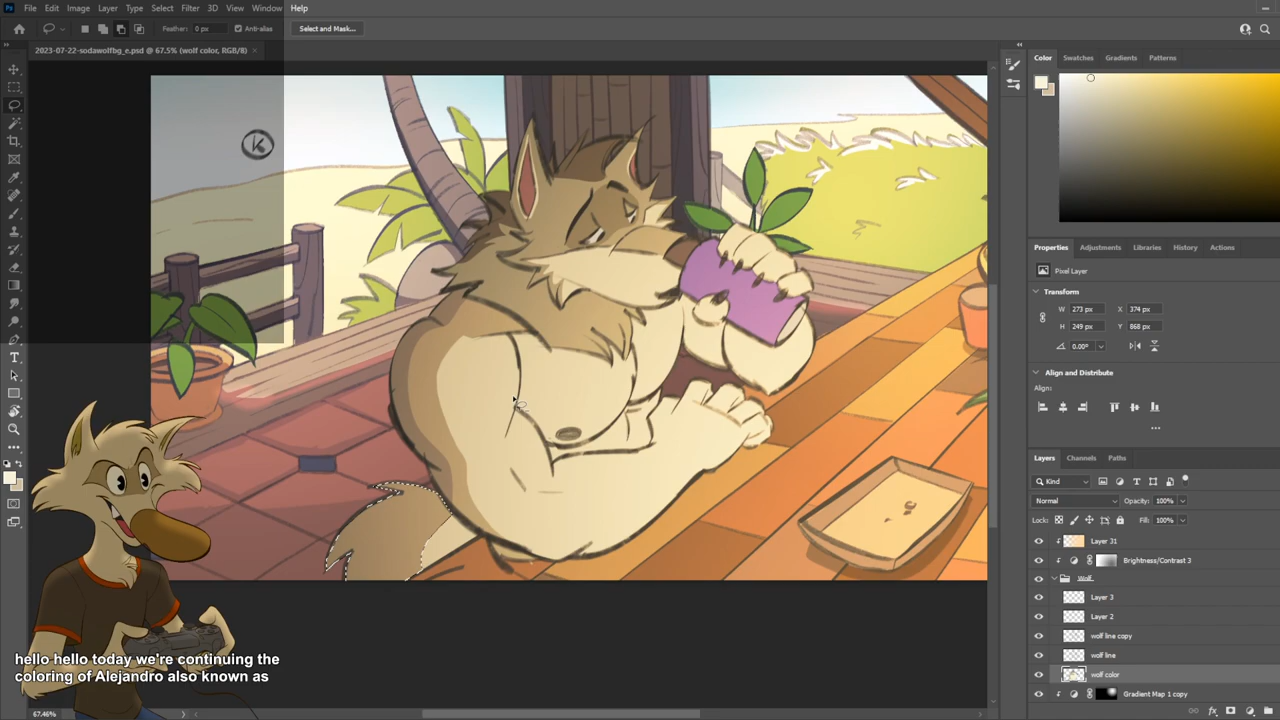 Ps File Edit Image Layer Type Select Filter 3D View Window Help
Feather: 0 px Anti-alias Select and Mask...
2023-07-22-sodawolfbg_e.psd @ 67.5% (wolf color, RGB/8) ×
K
Color Swatches Gradients Patterns
Properties Adjustments Libraries History Actions
Pixel Layer
Transform
W 273 px X 374 px
H 249 px Y 868 px
0.00°
Align and Distribute
Align:
...
Layers Channels Paths
Kind
Normal Opacity: 100%
Lock: Fill: 100%
Layer 31
Brightness/Contrast 3
Wolf
Layer 3
Layer 2
wolf line copy
wolf line
wolf color
Gradient Map 1 copy
fx
hello hello today we're continuing the
coloring of Alejandro also known as
67.46%